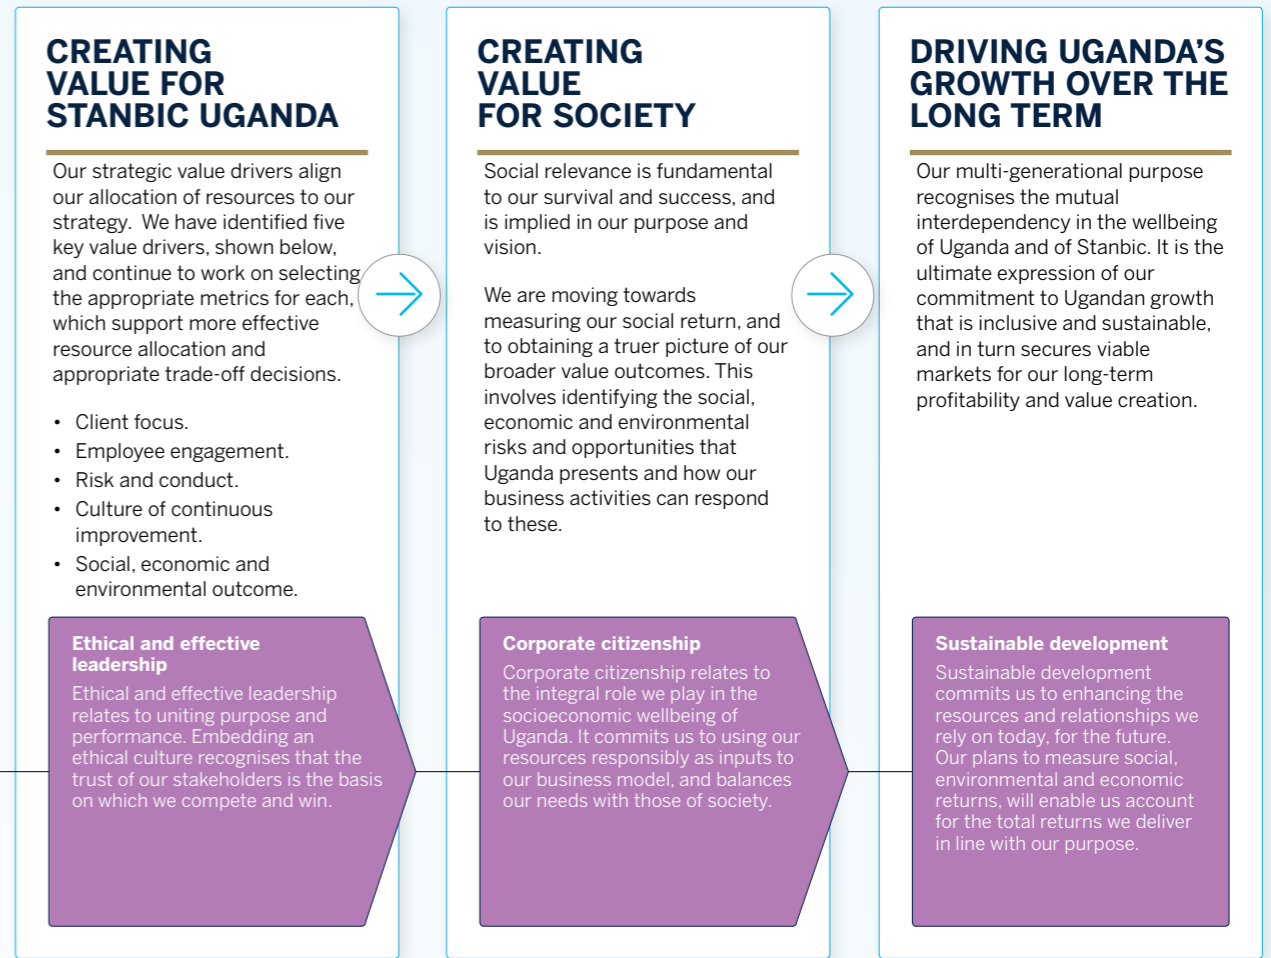 CREATING
VALUE FOR
STANBIC UGANDA
Our strategic value drivers align
our allocation of resources to our
strategy.  We have identified five
key value drivers, shown below,
and continue to work on selecting
the appropriate metrics for each,
which support more effective
resource allocation and
appropriate trade-off decisions.
• Client focus.
• Employee engagement.
• Risk and conduct.
• Culture of continuous
improvement.
• Social, economic and
environmental outcome.
Ethical and effective
leadership
Ethical and effective leadership
relates to uniting purpose and
performance. Embedding an
ethical culture recognises that the
trust of our stakeholders is the basis
on which we compete and win.
CREATING
VALUE
FOR SOCIETY
Social relevance is fundamental
to our survival and success, and
is implied in our purpose and
vision.
We are moving towards
measuring our social return, and
to obtaining a truer picture of our
broader value outcomes. This
involves identifying the social,
economic and environmental
risks and opportunities that
Uganda presents and how our
business activities can respond
to these.
Corporate citizenship
Corporate citizenship relates to
the integral role we play in the
socioeconomic wellbeing of
Uganda. It commits us to using our
resources responsibly as inputs to
our business model, and balances
our needs with those of society.
DRIVING UGANDA'S
GROWTH OVER THE
LONG TERM
Our multi-generational purpose
recognises the mutual
interdependency in the wellbeing
of Uganda and of Stanbic. It is the
ultimate expression of our
commitment to Ugandan growth
that is inclusive and sustainable,
and in turn secures viable
markets for our long-term
profitability and value creation.
Sustainable development
Sustainable development
commits us to enhancing the
resources and relationships we
rely on today, for the future.
Our plans to measure social,
environmental and economic
returns, will enable us account
for the total returns we deliver
in line with our purpose.